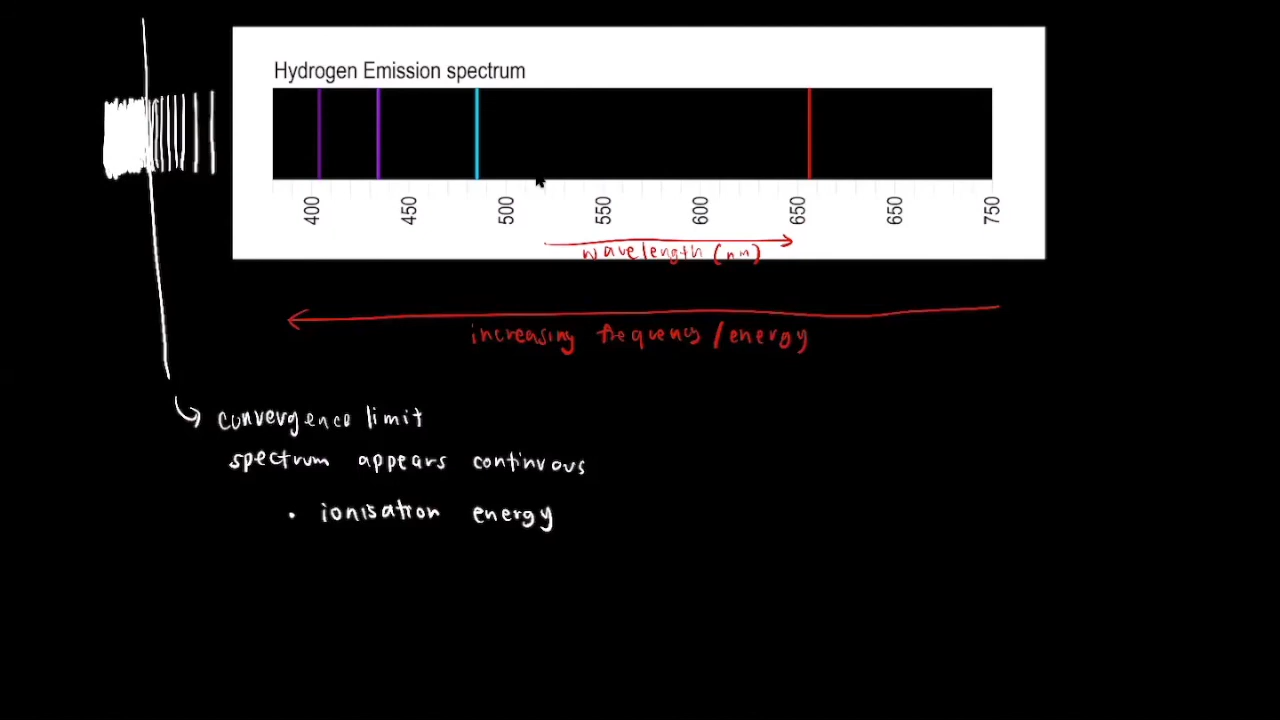 Hydrogen Emission spectrum
400 450 500 550 600 650 650 750
wavelength (nm)
increasing frequency/energy
convergence limit
spectrum appears continuous
• ionisation energy